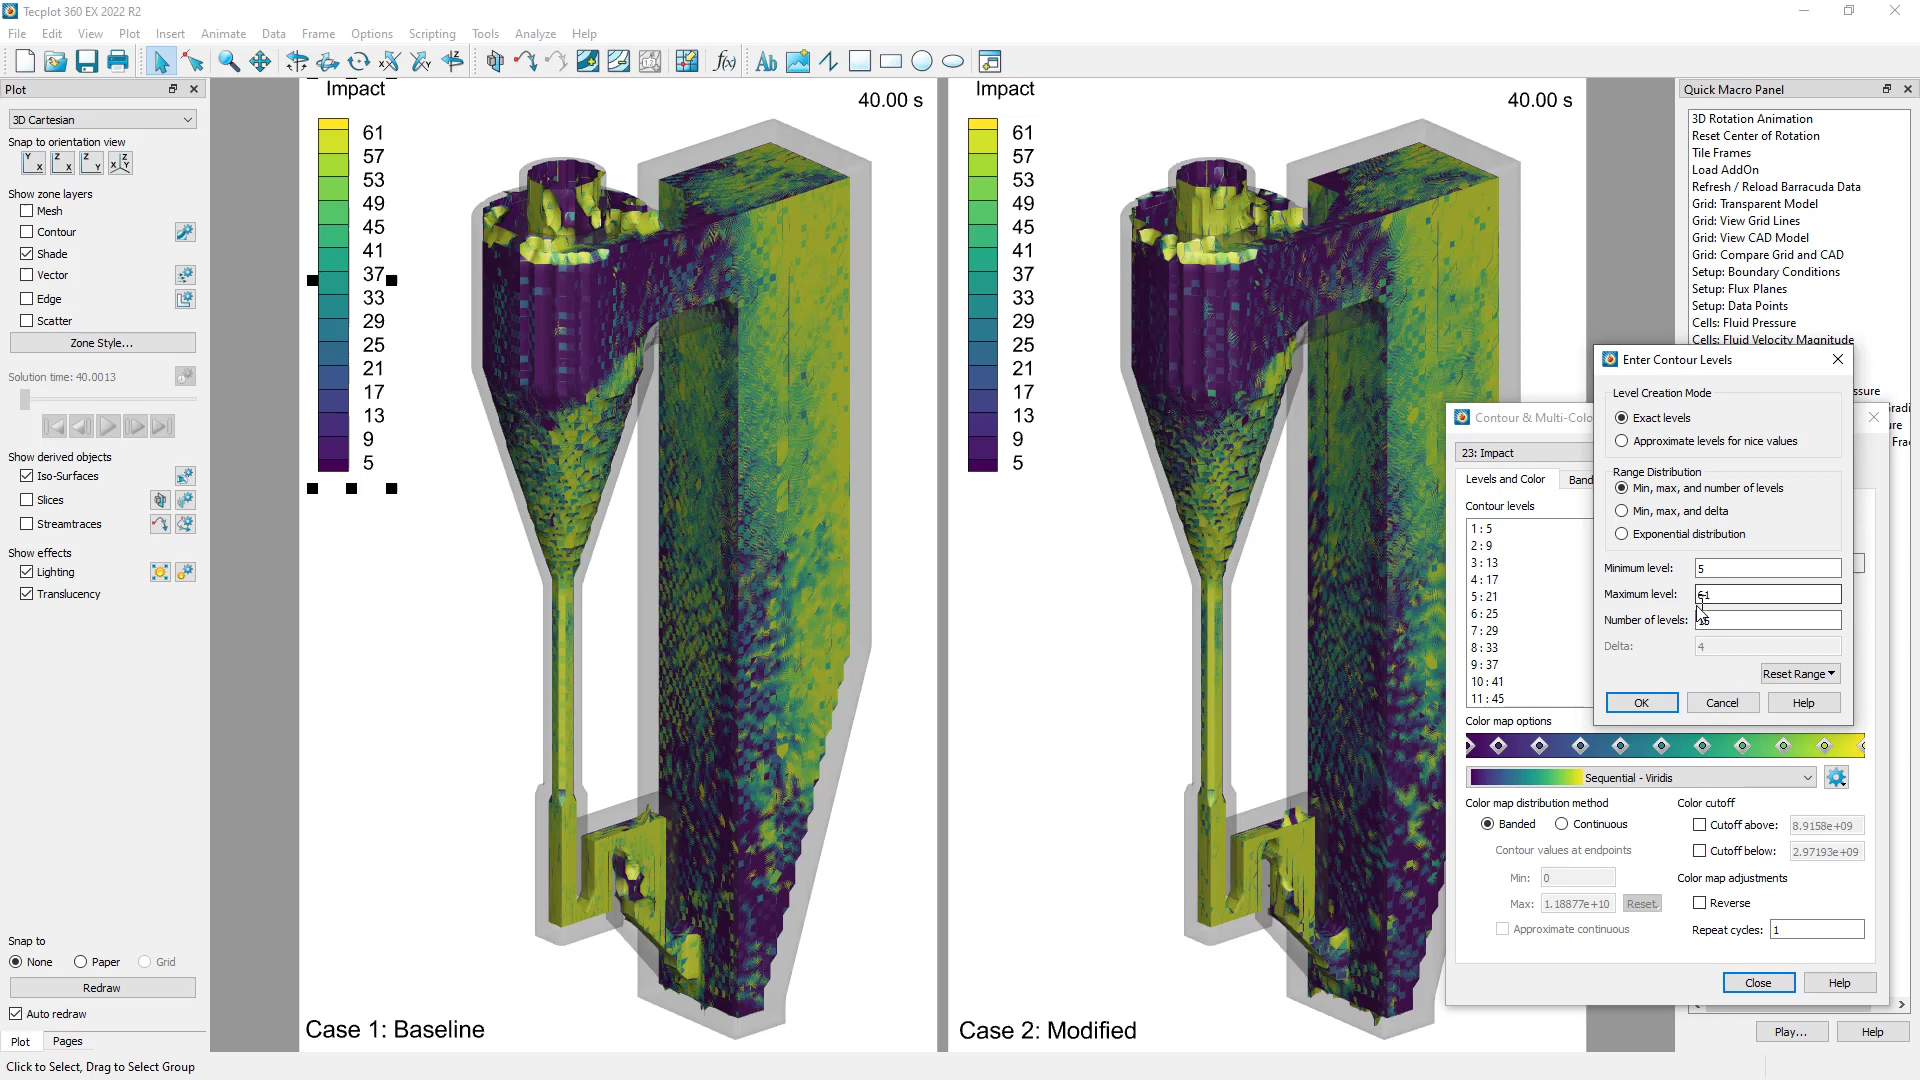 Tecplot 360 EX 2022 R2
File Edit View Plot Insert Animate Data Frame Options Scripting Tools Analyze Help
Plot
3D Cartesian
Snap to orientation view
Show zone layers
Mesh
Contour
Shade
Vector
Edge
Scatter
Zone Style...
Solution time: 40.0013
Show derived objects
Iso-Surfaces
Slices
Streamtraces
Show effects
Lighting
Translucency
Snap to
None Paper Grid
Redraw
Auto redraw
Plot Pages
Click to Select, Drag to Select Group
Impact
40.00 s
61
57
53
49
45
41
37
33
29
25
21
17
13
9
5
Case 1: Baseline
Impact
40.00 s
61
57
53
49
45
41
37
33
29
25
21
17
13
9
5
Case 2: Modified
Quick Macro Panel
3D Rotation Animation
Reset Center of Rotation
Tile Frames
Load AddOn
Refresh / Reload Barracuda Data
Grid: Transparent Model
Grid: View Grid Lines
Grid: View CAD Model
Grid: Compare Grid and CAD
Setup: Boundary Conditions
Setup: Flux Planes
Setup: Data Points
Cells: Fluid Pressure
Cells: Fluid Velocity Magnitude
Play... Help
Enter Contour Levels
Level Creation Mode
Exact levels
Approximate levels for nice values
Range Distribution
Min, max, and number of levels
Min, max, and delta
Exponential distribution
Minimum level: 5
Maximum level: 61
Number of levels:
Delta: 4
Reset Range
OK Cancel Help
Contour & Multi-Colo
23: Impact
Levels and Color Band
Contour levels
1 : 5
2 : 9
3 : 13
4 : 17
5 : 21
6 : 25
7 : 29
8 : 33
9 : 37
10 : 41
11 : 45
Color map options
Sequential - Viridis
Color map distribution method
Banded Continuous
Contour values at endpoints
Min: 0
Max: 1.18877e+10 Reset
Approximate continuous
Color cutoff
Cutoff above: 8.9158e+09
Cutoff below: 2.97193e+09
Color map adjustments
Reverse
Repeat cycles: 1
Close Help